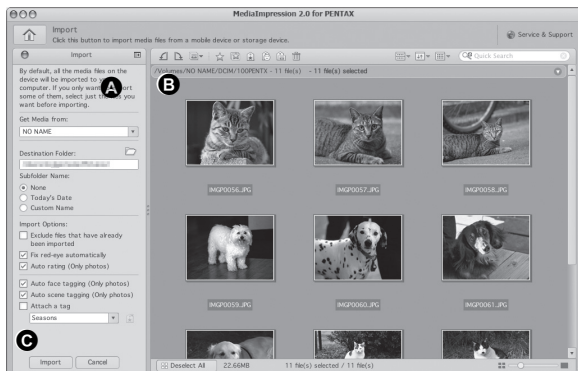 MediaImpression 2.0 for PENTAX
Import
Click this button to import media files from a mobile device or storage device.
Service & Support
Import
By default, all the media files on the
device will be imported to your
computer. If you only want to import
some of them, select just the files you
want before importing.
A
Get Media from:
NO NAME
Destination Folder:
Subfolder Name:
None
Today's Date
Custom Name
Import Options:
Exclude files that have already
been imported
Fix red-eye automatically
Auto rating (Only photos)
Auto face tagging (Only photos)
Auto scene tagging (Only photos)
Attach a tag
Seasons
C
Import Cancel
Quick Search
/Volumes/NO NAME/DCIM/100PENTX - 11 file(s) - 11 file(s) selected
B
IMGP0056.JPG IMGP0057.JPG IMGP0058.JPG
IMGP0059.JPG IMGP0060.JPG IMGP0061.JPG
Deselect All 22.66MB 11 file(s) selected / 11 file(s)